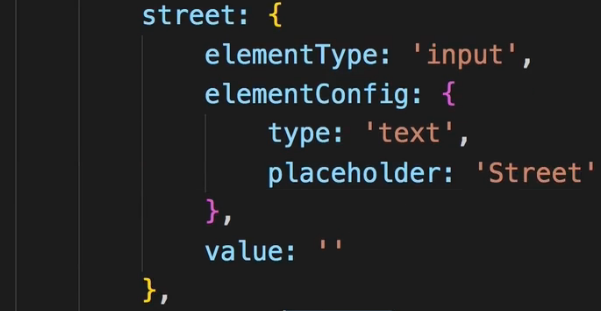 street: {
elementType: 'input',
elementConfig: {
type: 'text',
placeholder: 'Street'
},
value: ''
},